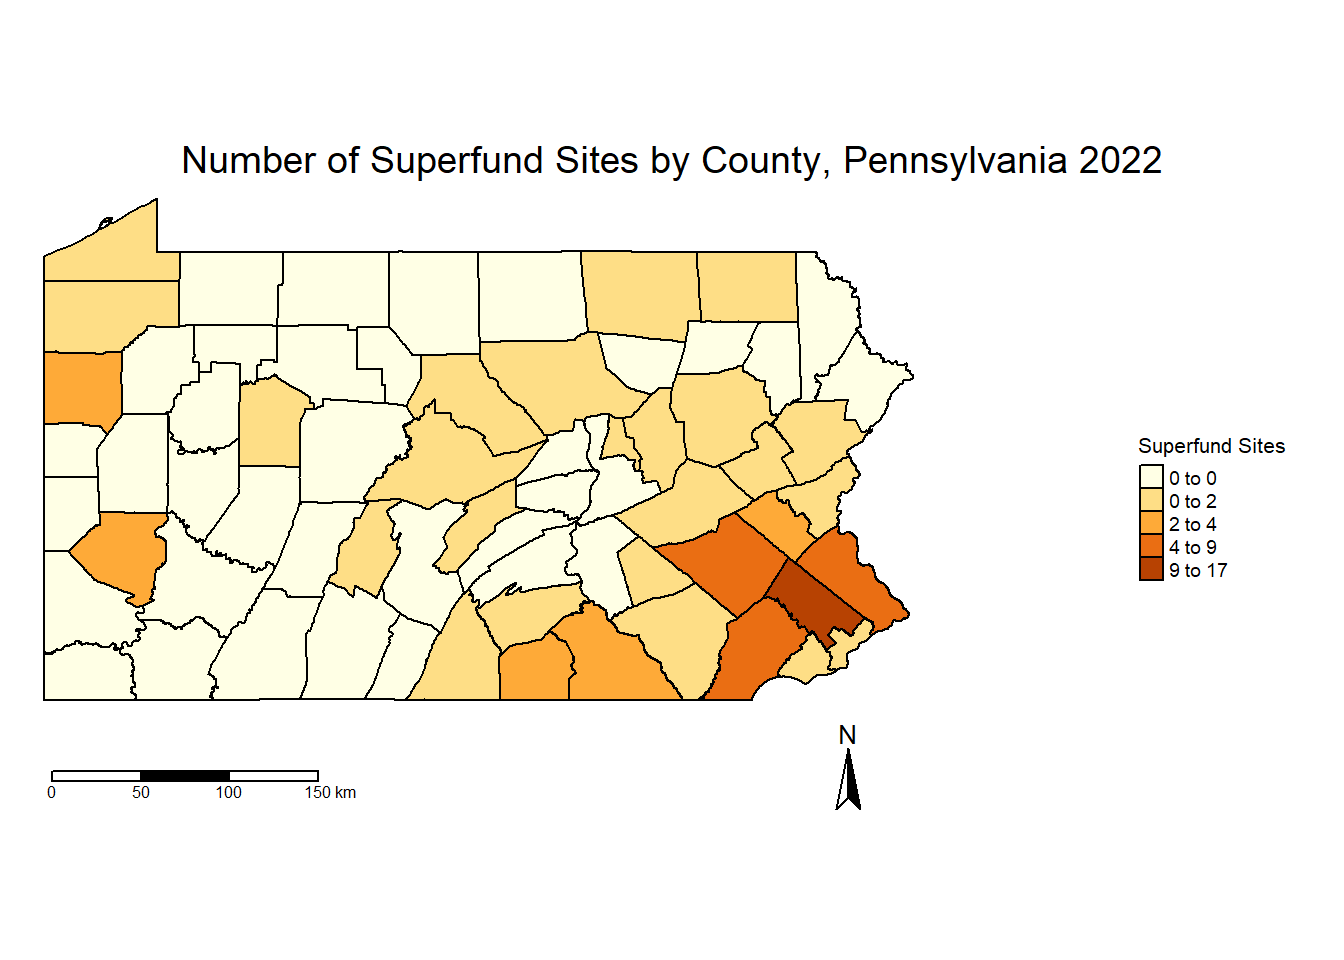 Number of Superfund Sites by County, Pennsylvania 2022
Superfund Sites
0 to 0
0 to 2
2 to 4
4 to 9
9 to 17
N
0 50 100 150 km